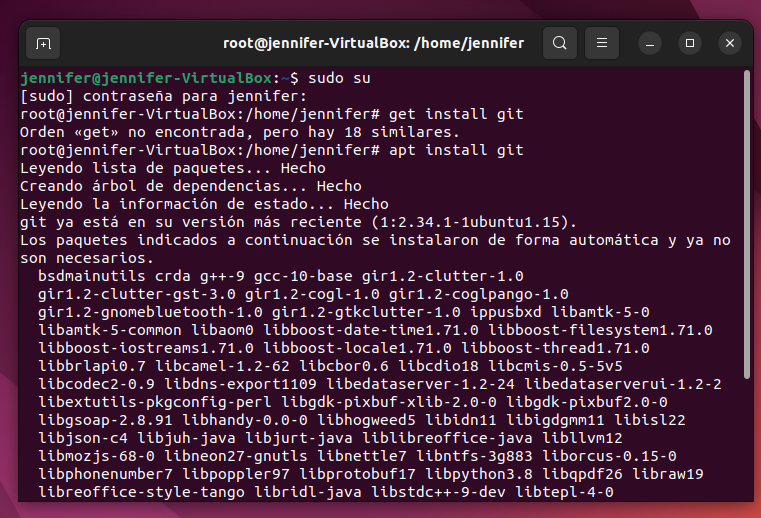 root@jennifer-VirtualBox: /home/jennifer
jennifer@jennifer-VirtualBox:~$ sudo su
[sudo] contraseña para jennifer:
root@jennifer-VirtualBox:/home/jennifer# get install git
Orden «get» no encontrada, pero hay 18 similares.
root@jennifer-VirtualBox:/home/jennifer# apt install git
Leyendo lista de paquetes... Hecho
Creando árbol de dependencias... Hecho
Leyendo la información de estado... Hecho
git ya está en su versión más reciente (1:2.34.1-1ubuntu1.15).
Los paquetes indicados a continuación se instalaron de forma automática y ya no
son necesarios.
  bsdmainutils crda g++-9 gcc-10-base gir1.2-clutter-1.0
  gir1.2-clutter-gst-3.0 gir1.2-cogl-1.0 gir1.2-coglpango-1.0
  gir1.2-gnomebluetooth-1.0 gir1.2-gtkclutter-1.0 ippusbxd libamtk-5-0
  libamtk-5-common libaom0 libboost-date-time1.71.0 libboost-filesystem1.71.0
  libboost-iostreams1.71.0 libboost-locale1.71.0 libboost-thread1.71.0
  libbrlapi0.7 libcamel-1.2-62 libcbor0.6 libcdio18 libcmis-0.5-5v5
  libcodec2-0.9 libdns-export1109 libedataserver-1.2-24 libedataserverui-1.2-2
  libextutils-pkgconfig-perl libgdk-pixbuf-xlib-2.0-0 libgdk-pixbuf2.0-0
  libgsoap-2.8.91 libhandy-0.0-0 libhogweed5 libidn11 libigdgmm11 libisl22
  libjson-c4 libjuh-java libjurt-java liblibreoffice-java libllvm12
  libmozjs-68-0 libneon27-gnutls libnettle7 libntfs-3g883 liborcus-0.15-0
  libphonenumber7 libpoppler97 libprotobuf17 libpython3.8 libqpdf26 libraw19
  libreoffice-style-tango libridl-java libstdc++-9-dev libtepl-4-0